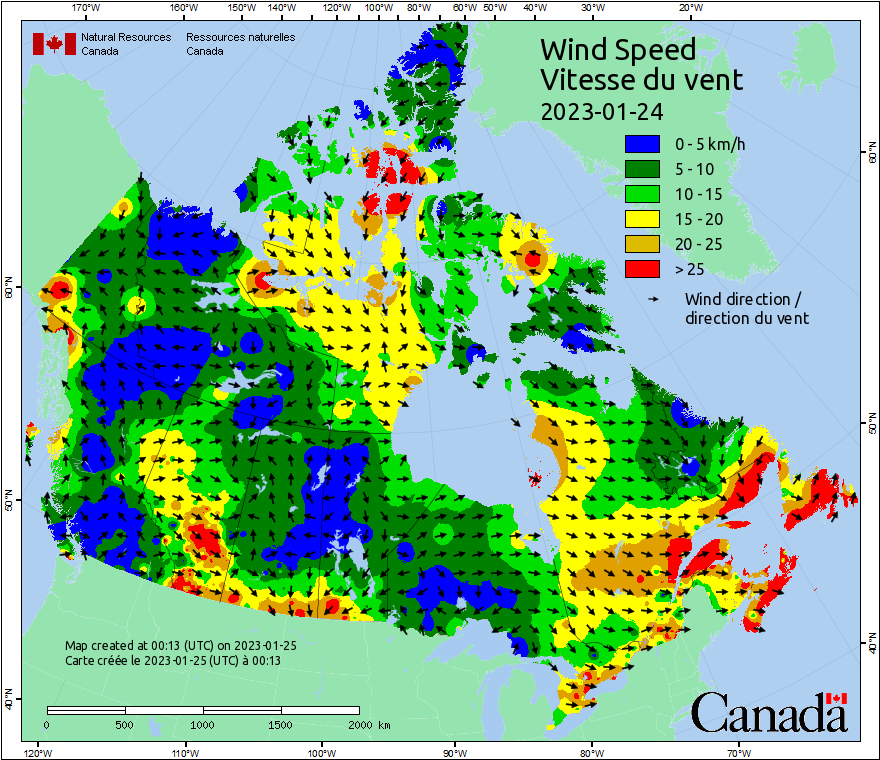 170°W 160°W 150°W 140°W 130°W 120°W 110°W 100°W 90°W 80°W 70°W 60°W 50°W 40°W 30°W 20°W
Natural Resources Canada
Ressources naturelles Canada
Wind Speed
Vitesse du vent
2023-01-24
0 - 5 km/h
5 - 10
10 - 15
15 - 20
20 - 25
> 25
Wind direction /
direction du vent
60°N
60°N
50°N
50°N
40°N
40°N
Map created at 00:13 (UTC) on 2023-01-25
Carte créée le 2023-01-25 (UTC) à 00:13
0 500 1000 1500 2000 km
Canada
120°W 110°W 100°W 90°W 80°W 70°W